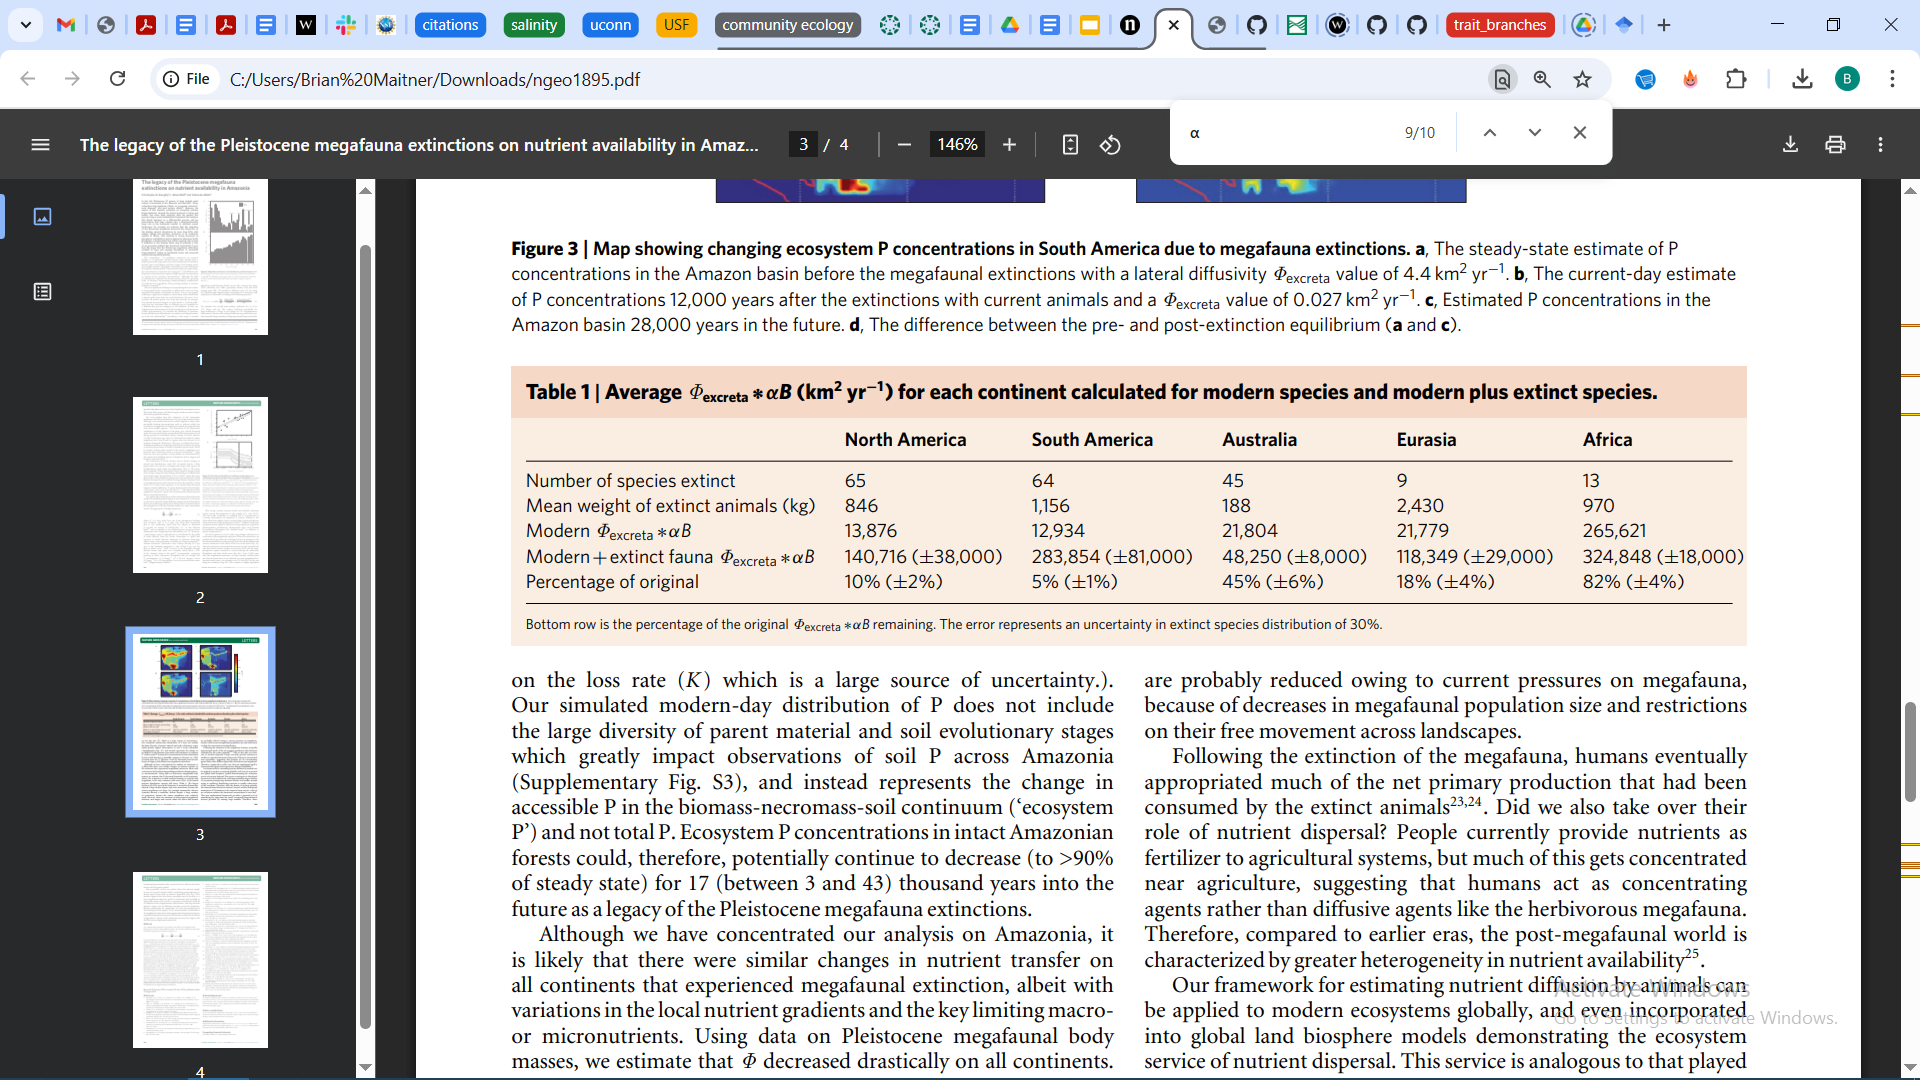 citations salinity uconn USF community ecology trait_branches
File C:/Users/Brian%20Maitner/Downloads/ngeo1895.pdf B
α 9/10
The legacy of the Pleistocene megafauna extinctions on nutrient availability in Amaz... 3 / 4 146%
1
2
3
4
Figure 3 | Map showing changing ecosystem P concentrations in South America due to megafauna extinctions. a, The steady-state estimate of P
concentrations in the Amazon basin before the megafaunal extinctions with a lateral diffusivity Φexcreta value of 4.4 km² yr⁻¹. b, The current-day estimate
of P concentrations 12,000 years after the extinctions with current animals and a Φexcreta value of 0.027 km² yr⁻¹. c, Estimated P concentrations in the
Amazon basin 28,000 years in the future. d, The difference between the pre- and post-extinction equilibrium (a and c).
Table 1 | Average Φexcreta ∗αB (km² yr⁻¹) for each continent calculated for modern species and modern plus extinct species.
North America South America Australia Eurasia Africa
Number of species extinct 65 64 45 9 13
Mean weight of extinct animals (kg) 846 1,156 188 2,430 970
Modern Φexcreta ∗αB 13,876 12,934 21,804 21,779 265,621
Modern+extinct fauna Φexcreta ∗αB 140,716 (±38,000) 283,854 (±81,000) 48,250 (±8,000) 118,349 (±29,000) 324,848 (±18,000)
Percentage of original 10% (±2%) 5% (±1%) 45% (±6%) 18% (±4%) 82% (±4%)
Bottom row is the percentage of the original Φexcreta ∗αB remaining. The error represents an uncertainty in extinct species distribution of 30%.
on the loss rate (K) which is a large source of uncertainty.).
Our simulated modern-day distribution of P does not include
the large diversity of parent material and soil evolutionary stages
which greatly impact observations of soil P across Amazonia
(Supplementary Fig. S3), and instead represents the change in
accessible P in the biomass-necromass-soil continuum (‘ecosystem
P’) and not total P. Ecosystem P concentrations in intact Amazonian
forests could, therefore, potentially continue to decrease (to >90%
of steady state) for 17 (between 3 and 43) thousand years into the
future as a legacy of the Pleistocene megafauna extinctions.
Although we have concentrated our analysis on Amazonia, it
is likely that there were similar changes in nutrient transfer on
all continents that experienced megafaunal extinction, albeit with
variations in the local nutrient gradients and the key limiting macro-
or micronutrients. Using data on Pleistocene megafaunal body
masses, we estimate that Φ decreased drastically on all continents.
are probably reduced owing to current pressures on megafauna,
because of decreases in megafaunal population size and restrictions
on their free movement across landscapes.
Following the extinction of the megafauna, humans eventually
appropriated much of the net primary production that had been
consumed by the extinct animals²³,²⁴. Did we also take over their
role of nutrient dispersal? People currently provide nutrients as
fertilizer to agricultural systems, but much of this gets concentrated
near agriculture, suggesting that humans act as concentrating
agents rather than diffusive agents like the herbivorous megafauna.
Therefore, compared to earlier eras, the post-megafaunal world is
characterized by greater heterogeneity in nutrient availability²⁵.
Our framework for estimating nutrient diffusion by animals can
be applied to modern ecosystems globally, and even incorporated
into global land biosphere models demonstrating the ecosystem
service of nutrient dispersal. This service is analogous to that played
Activate Windows
Go to Settings to activate Windows.